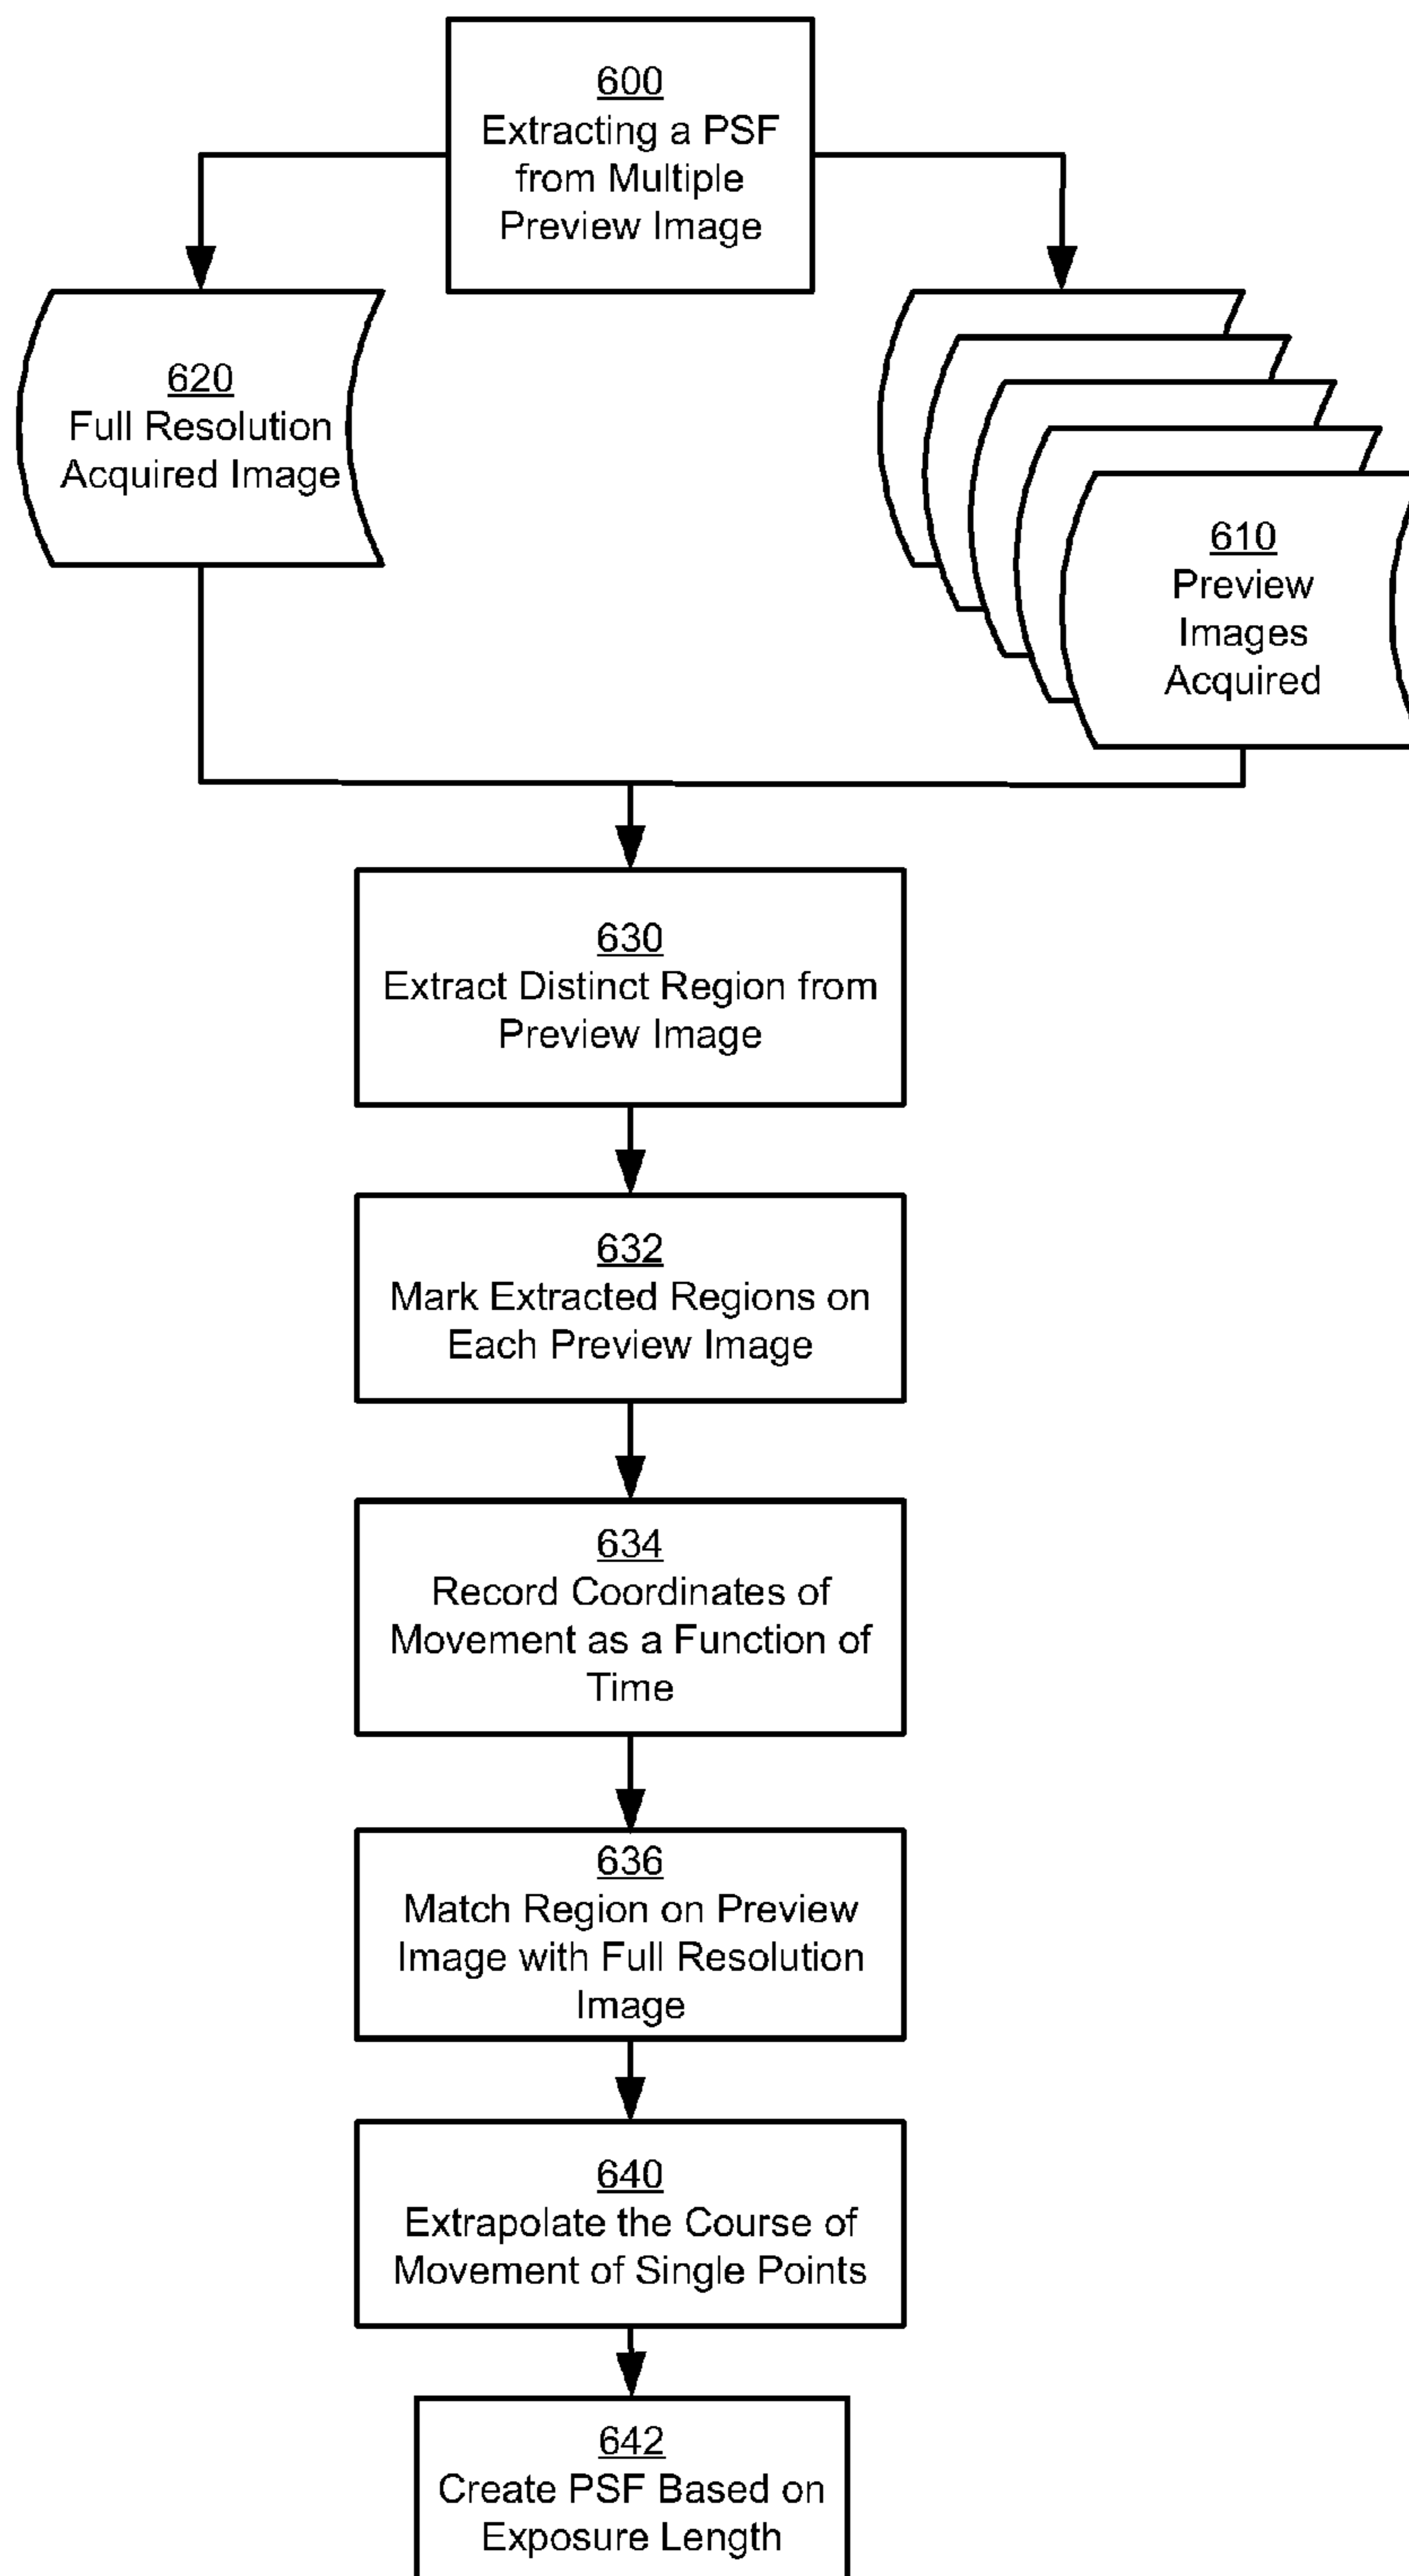 600
Extracting a PSF
from Multiple
Preview Image
620
Full Resolution
Acquired Image
610
Preview
Images
Acquired
630
Extract Distinct Region from
Preview Image
632
Mark Extracted Regions on
Each Preview Image
634
Record Coordinates of
Movement as a Function of
Time
636
Match Region on Preview
Image with Full Resolution
Image
640
Extrapolate the Course of
Movement of Single Points
642
Create PSF Based on
Exposure Length